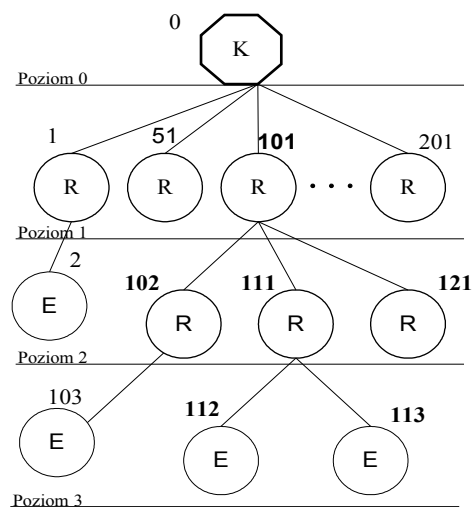 0
K
Poziom 0
1 51 101 201
R R R . . . R
Poziom 1
2
E
102 111 121
R R R
Poziom 2
103 112 113
E E E
Poziom 3